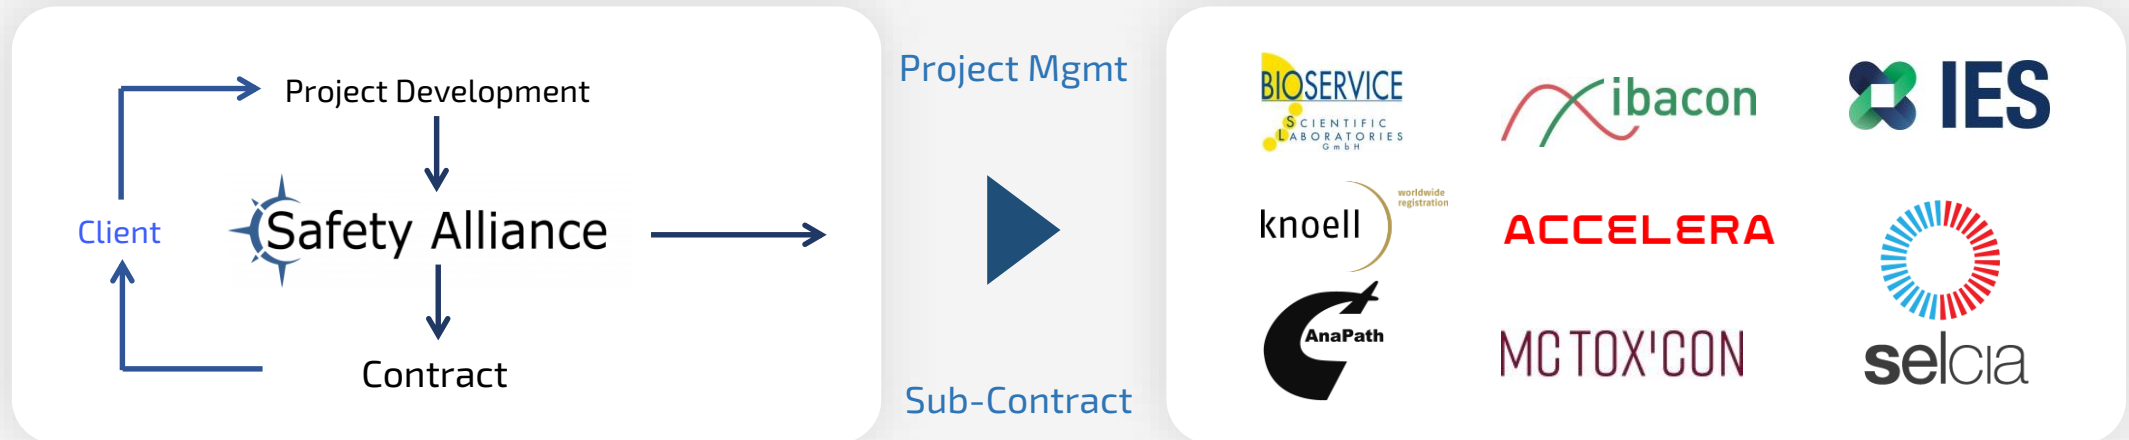 Project Development
Client
Safety Alliance
Contract
Project Mgmt
Sub-Contract
BIOSERVICE
SCIENTIFIC
LABORATORIES
GmbH
ibacon
IES
knoell
worldwide
registration
ACCELERA
selcia
AnaPath
MC TOX'CON